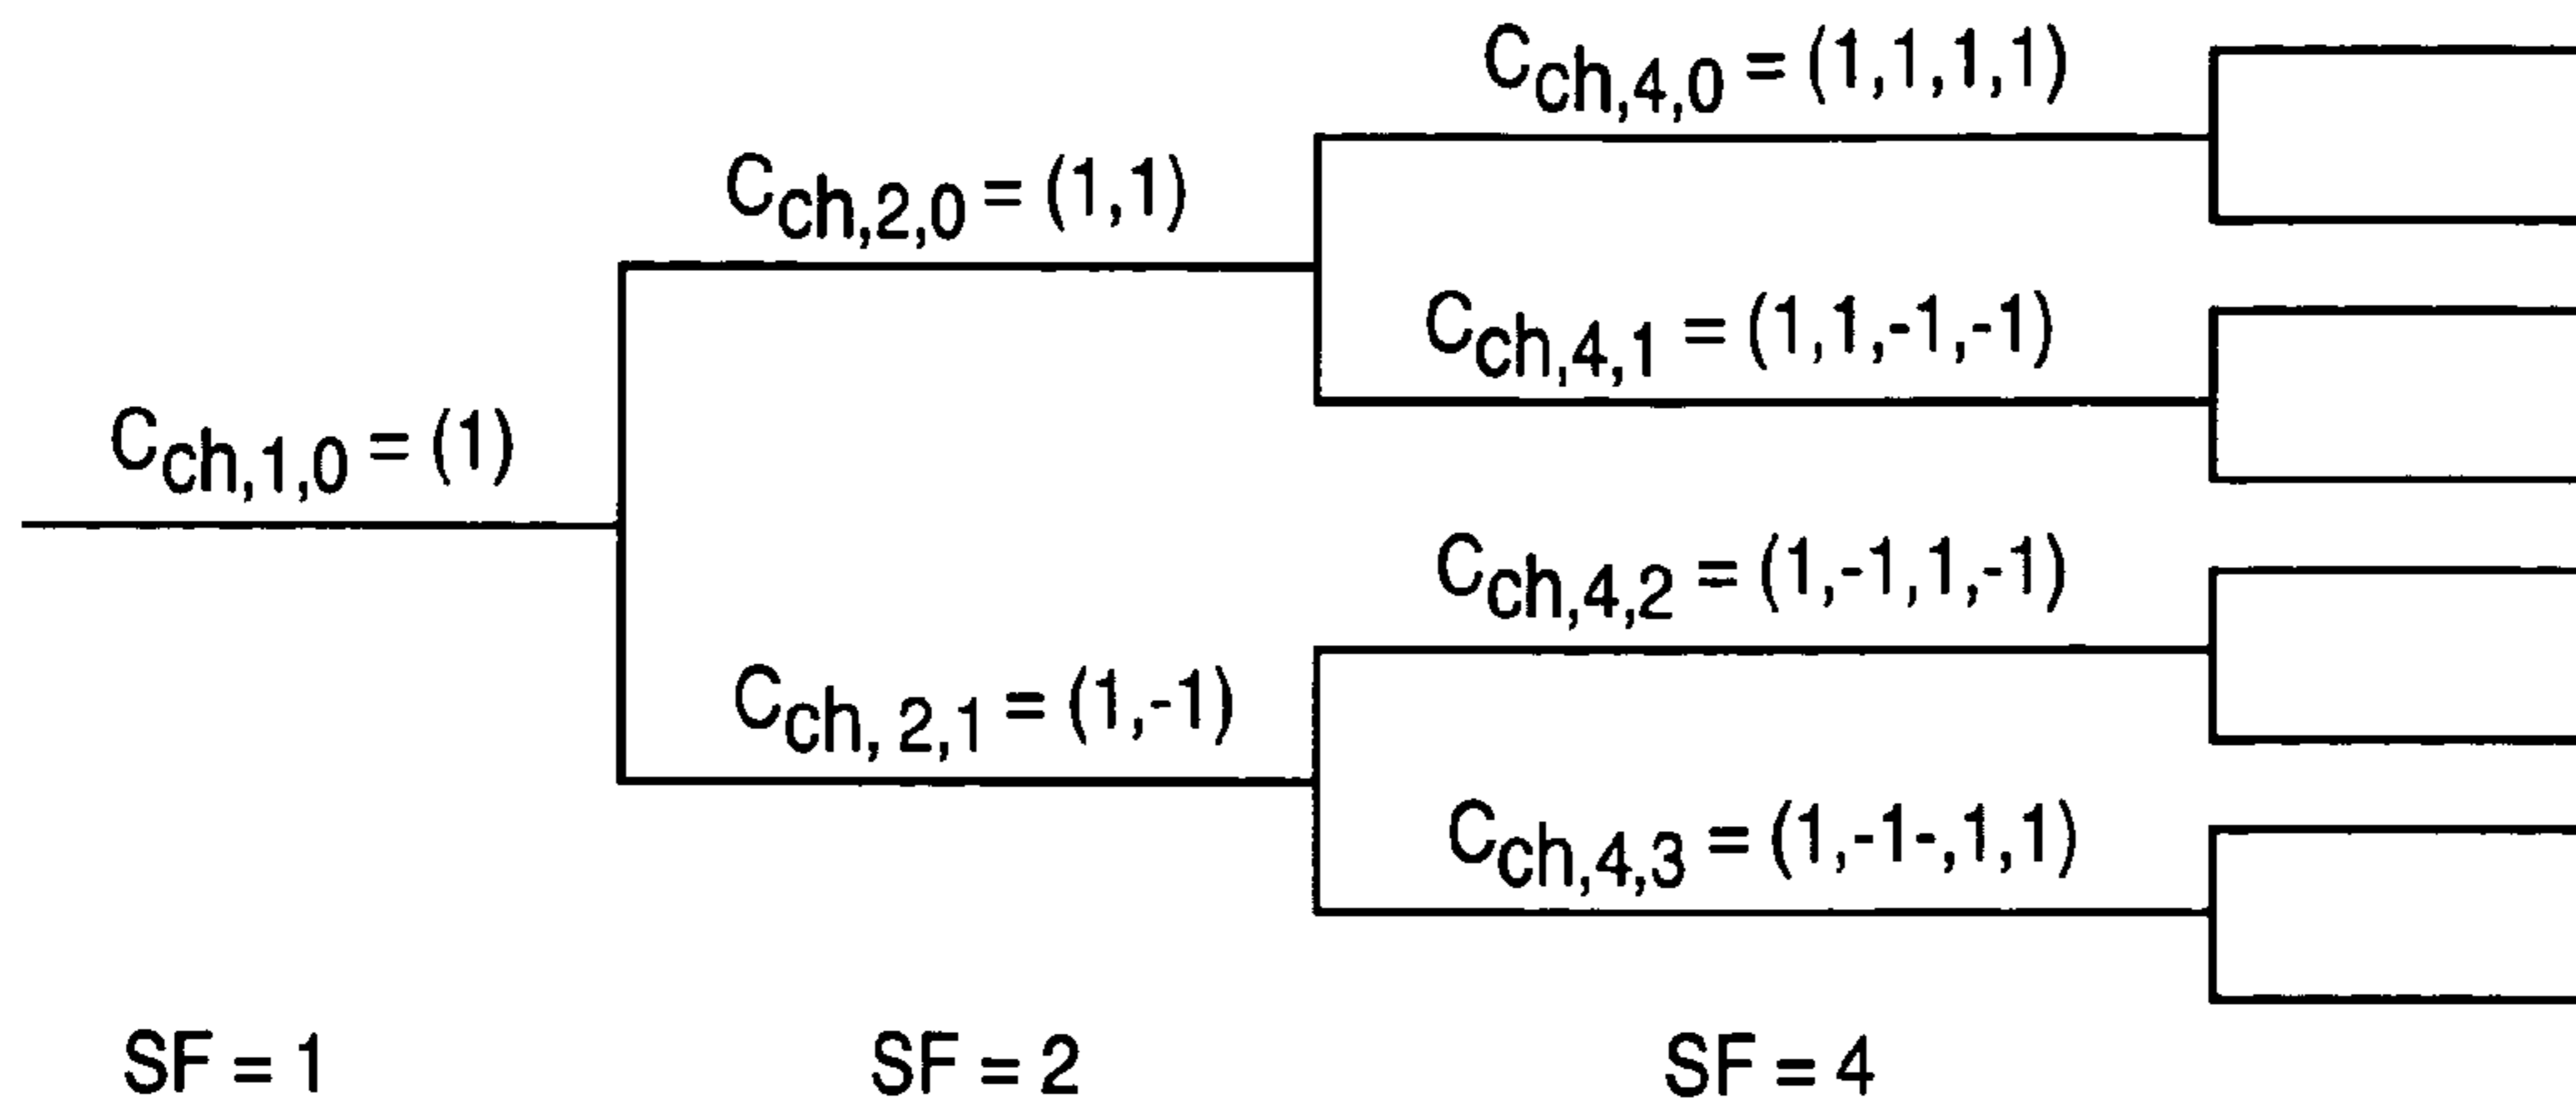 Cch,4,0 = (1,1,1,1)
Cch,2,0 = (1,1)
Cch,4,1 = (1,1,-1,-1)
Cch,1,0 = (1)
Cch,4,2 = (1,-1,1,-1)
Cch, 2,1 = (1,-1)
Cch,4,3 = (1,-1-,1,1)
SF = 1
SF = 2
SF = 4